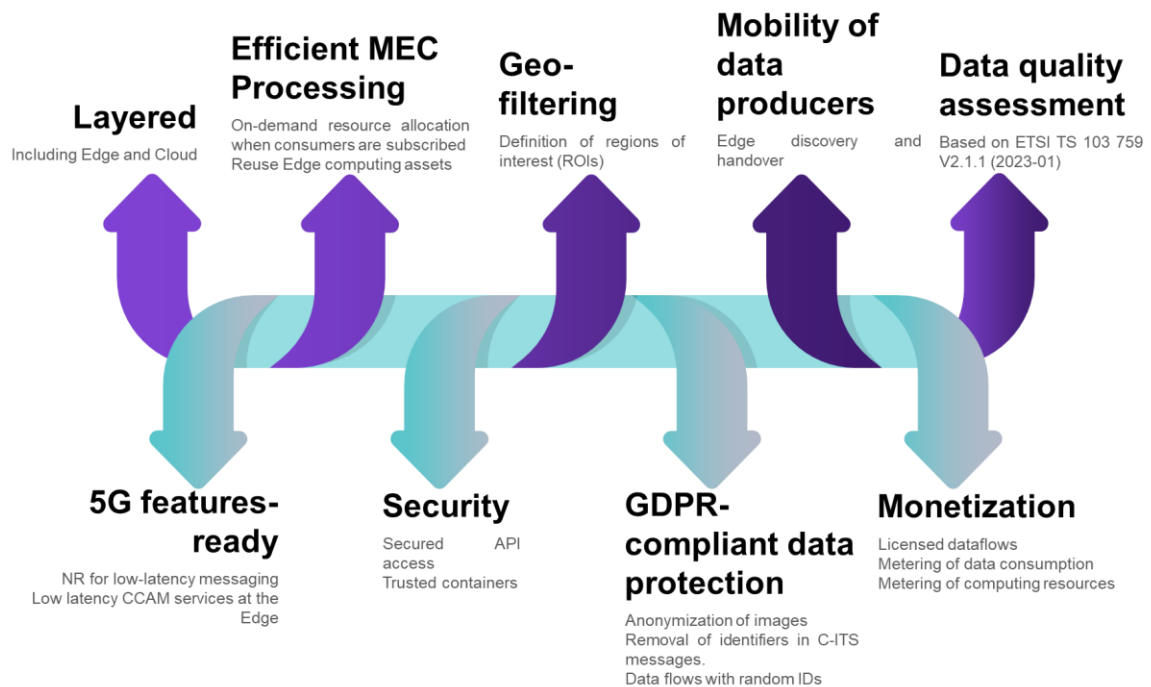 Layered
Including Edge and Cloud
Efficient MEC
Processing
On-demand resource allocation
when consumers are subscribed
Reuse Edge computing assets
Geo-
filtering
Definition of regions of
interest (ROIs)
Mobility of
data
producers
Edge discovery and
handover
Data quality
assessment
Based on ETSI TS 103 759
V2.1.1 (2023-01)
5G features-
ready
NR for low-latency messaging
Low latency CCAM services at the
Edge
Security
Secured API
access
Trusted containers
GDPR-
compliant data
protection
Anonymization of images
Removal of identifiers in C-ITS
messages.
Data flows with random IDs
Monetization
Licensed dataflows
Metering of data consumption
Metering of computing resources